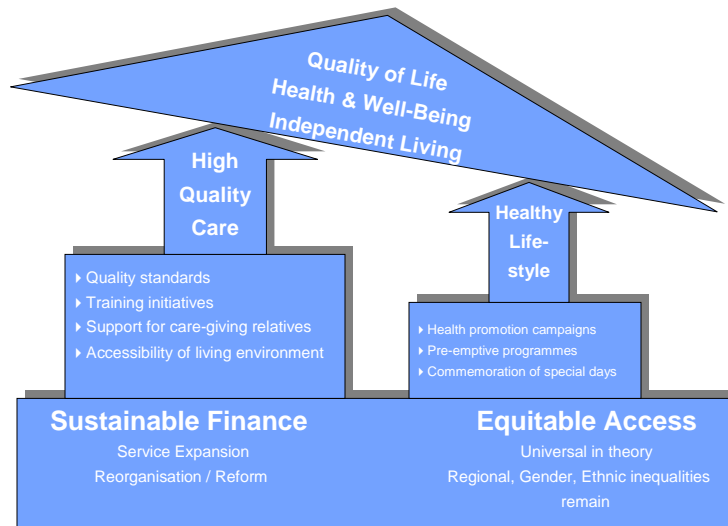 Quality of Life
Health & Well-Being
Independent Living
High
Quality
Care
Healthy
Life-
style
Quality standards
Training initiatives
Support for care-giving relatives
Accessibility of living environment
Health promotion campaigns
Pre-emptive programmes
Commemoration of special days
Sustainable Finance
Service Expansion
Reorganisation / Reform
Equitable Access
Universal in theory
Regional, Gender, Ethnic inequalities
remain